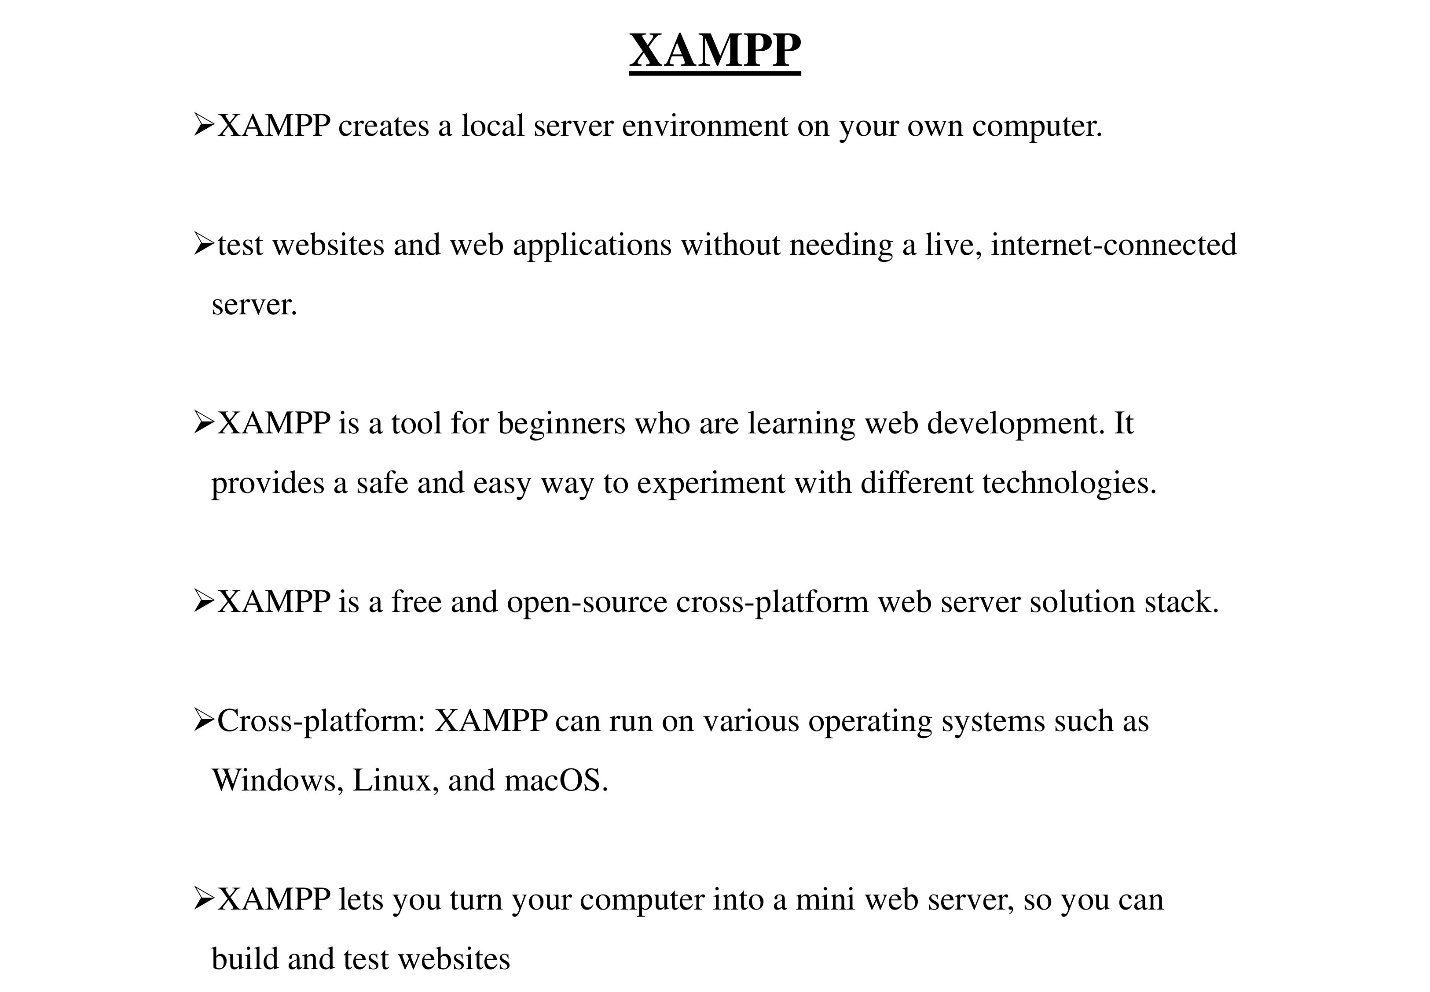 XAMPP
➢XAMPP creates a local server environment on your own computer.
➢test websites and web applications without needing a live, internet-connected
server.
➢XAMPP is a tool for beginners who are learning web development. It
provides a safe and easy way to experiment with different technologies.
➢XAMPP is a free and open-source cross-platform web server solution stack.
➢Cross-platform: XAMPP can run on various operating systems such as
Windows, Linux, and macOS.
➢XAMPP lets you turn your computer into a mini web server, so you can
build and test websites